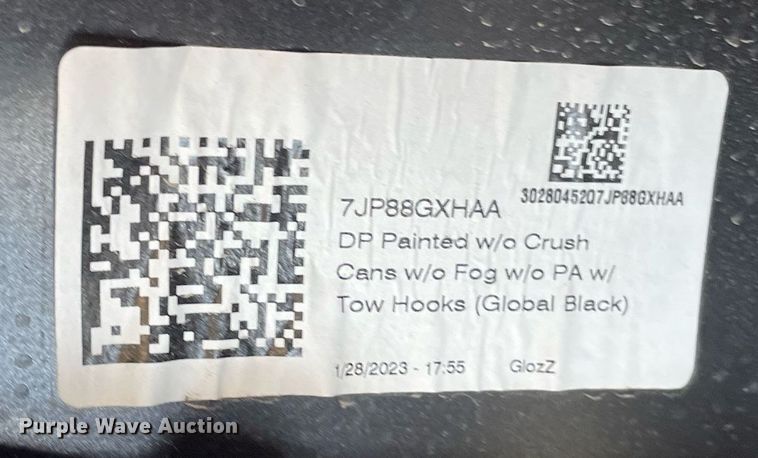 3028045207JP88GXHAA
7JP88GXHAA
DP Painted w/o Crush
Cans w/o Fog w/o PA w/
Tow Hooks (Global Black)
1/28/2023 - 17:55 GlozZ
Purple Wave Auction